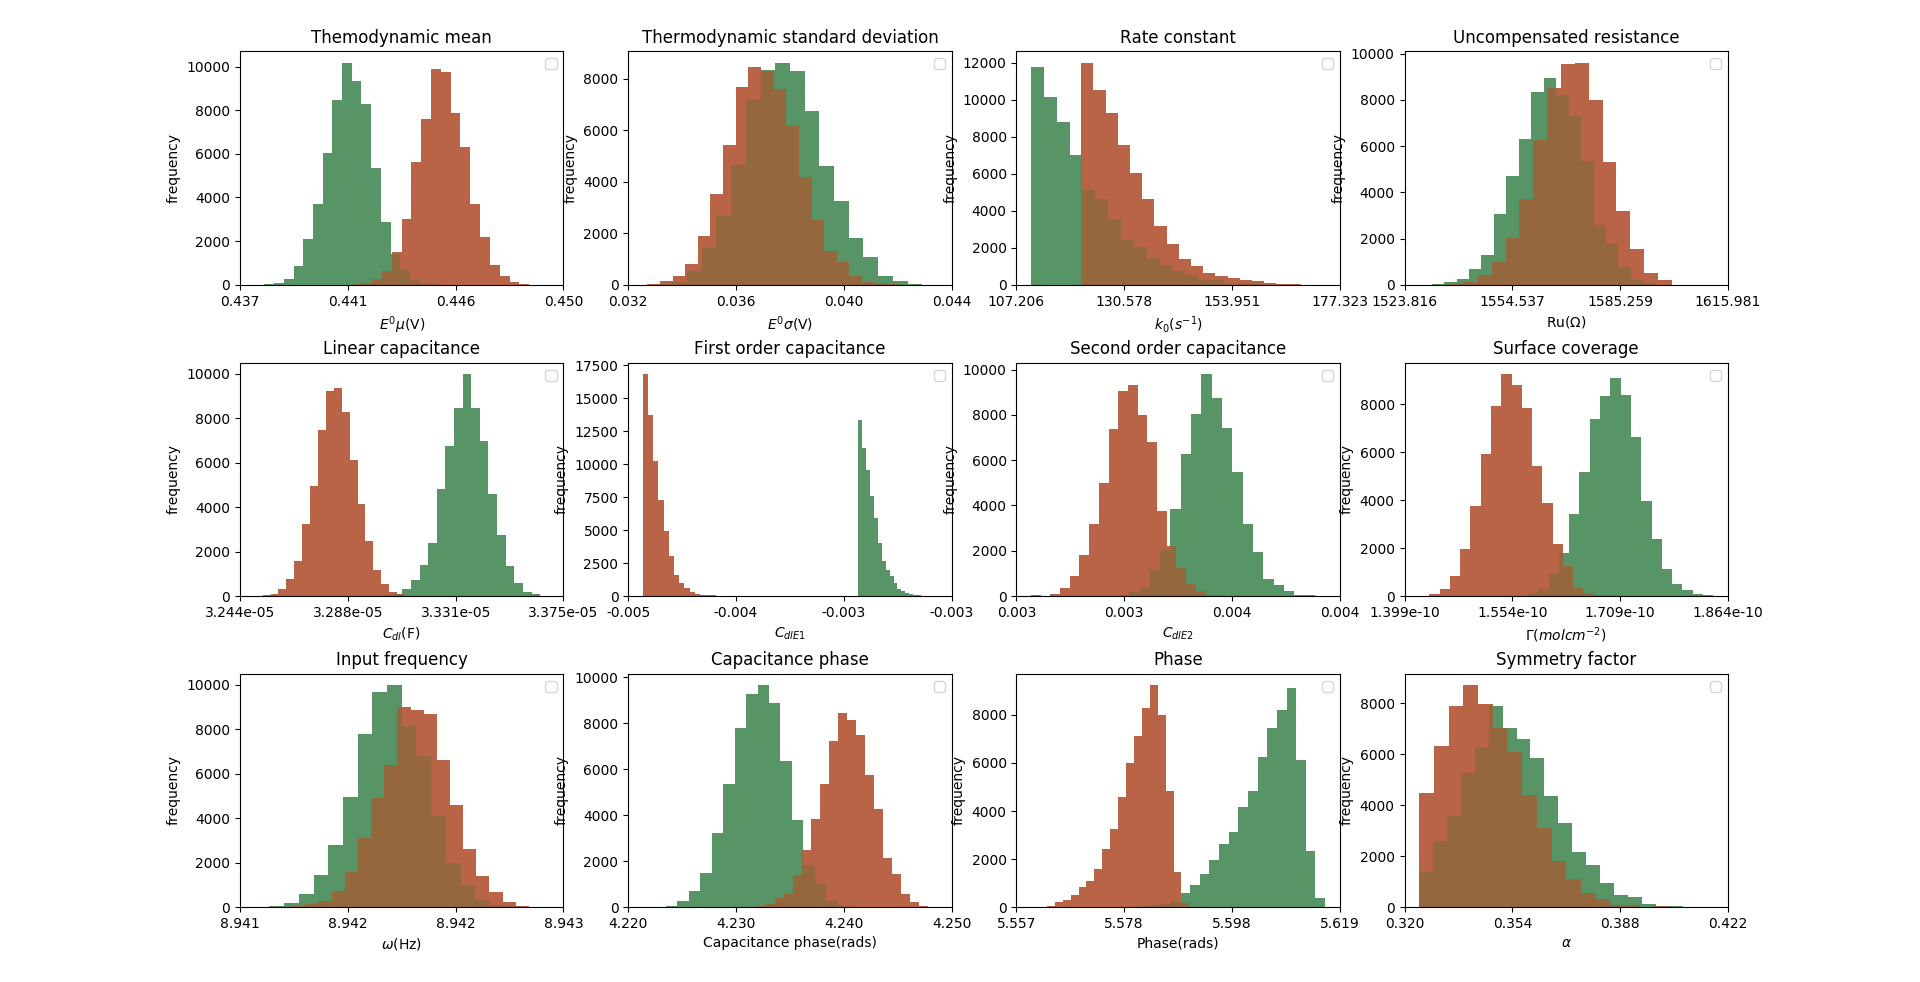 Themodynamic mean
10000
8000
6000
4000
2000
0
frequency
0.437 0.441 0.446 0.450
E⁰μ(V)
Thermodynamic standard deviation
8000
6000
4000
2000
0
frequency
0.032 0.036 0.040 0.044
E⁰σ(V)
Rate constant
12000
10000
8000
6000
4000
2000
0
frequency
107.206 130.578 153.951 177.323
k₀(s⁻¹)
Uncompensated resistance
10000
8000
6000
4000
2000
0
frequency
1523.816 1554.537 1585.259 1615.981
Ru(Ω)
Linear capacitance
10000
8000
6000
4000
2000
0
frequency
3.244e-05 3.288e-05 3.331e-05 3.375e-05
C_{dl}(F)
First order capacitance
17500
15000
12500
10000
7500
5000
2500
0
frequency
-0.005 -0.004 -0.003 -0.003
C_{dlE1}
Second order capacitance
10000
8000
6000
4000
2000
0
frequency
0.003 0.003 0.004 0.004
C_{dlE2}
Surface coverage
8000
6000
4000
2000
0
frequency
1.399e-10 1.554e-10 1.709e-10 1.864e-10
Γ(molcm⁻²)
Input frequency
10000
8000
6000
4000
2000
0
frequency
8.941 8.942 8.942 8.943
ω(Hz)
Capacitance phase
10000
8000
6000
4000
2000
0
frequency
4.220 4.230 4.240 4.250
Capacitance phase(rads)
Phase
8000
6000
4000
2000
0
frequency
5.557 5.578 5.598 5.619
Phase(rads)
Symmetry factor
8000
6000
4000
2000
0
frequency
0.320 0.354 0.388 0.422
α